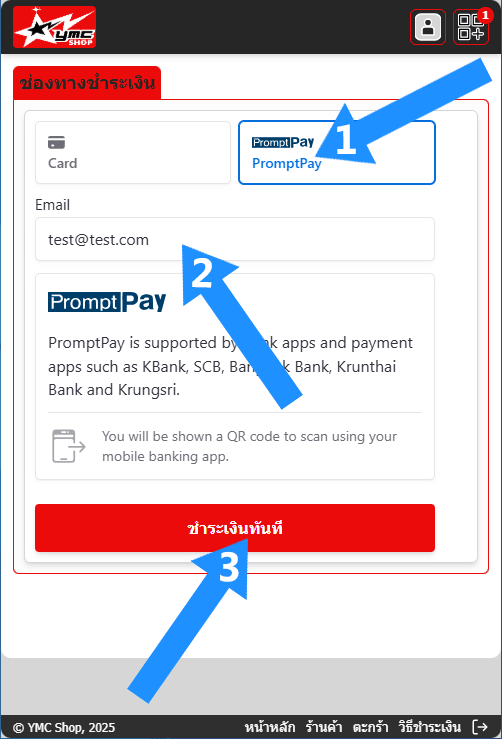 YMC
SHOP
1
ช่องทางชำระเงิน
Card
PromptPay
PromptPay
1
Email
test@test.com
2
PromptPay
PromptPay is supported by bank apps and payment
apps such as KBank, SCB, Bangkok Bank, Krunthai
Bank and Krungsri.
You will be shown a QR code to scan using your
mobile banking app.
ชำระเงินทันที
3
© YMC Shop, 2025
หน้าหลัก ร้านค้า ตะกร้า วิธีชำระเงิน